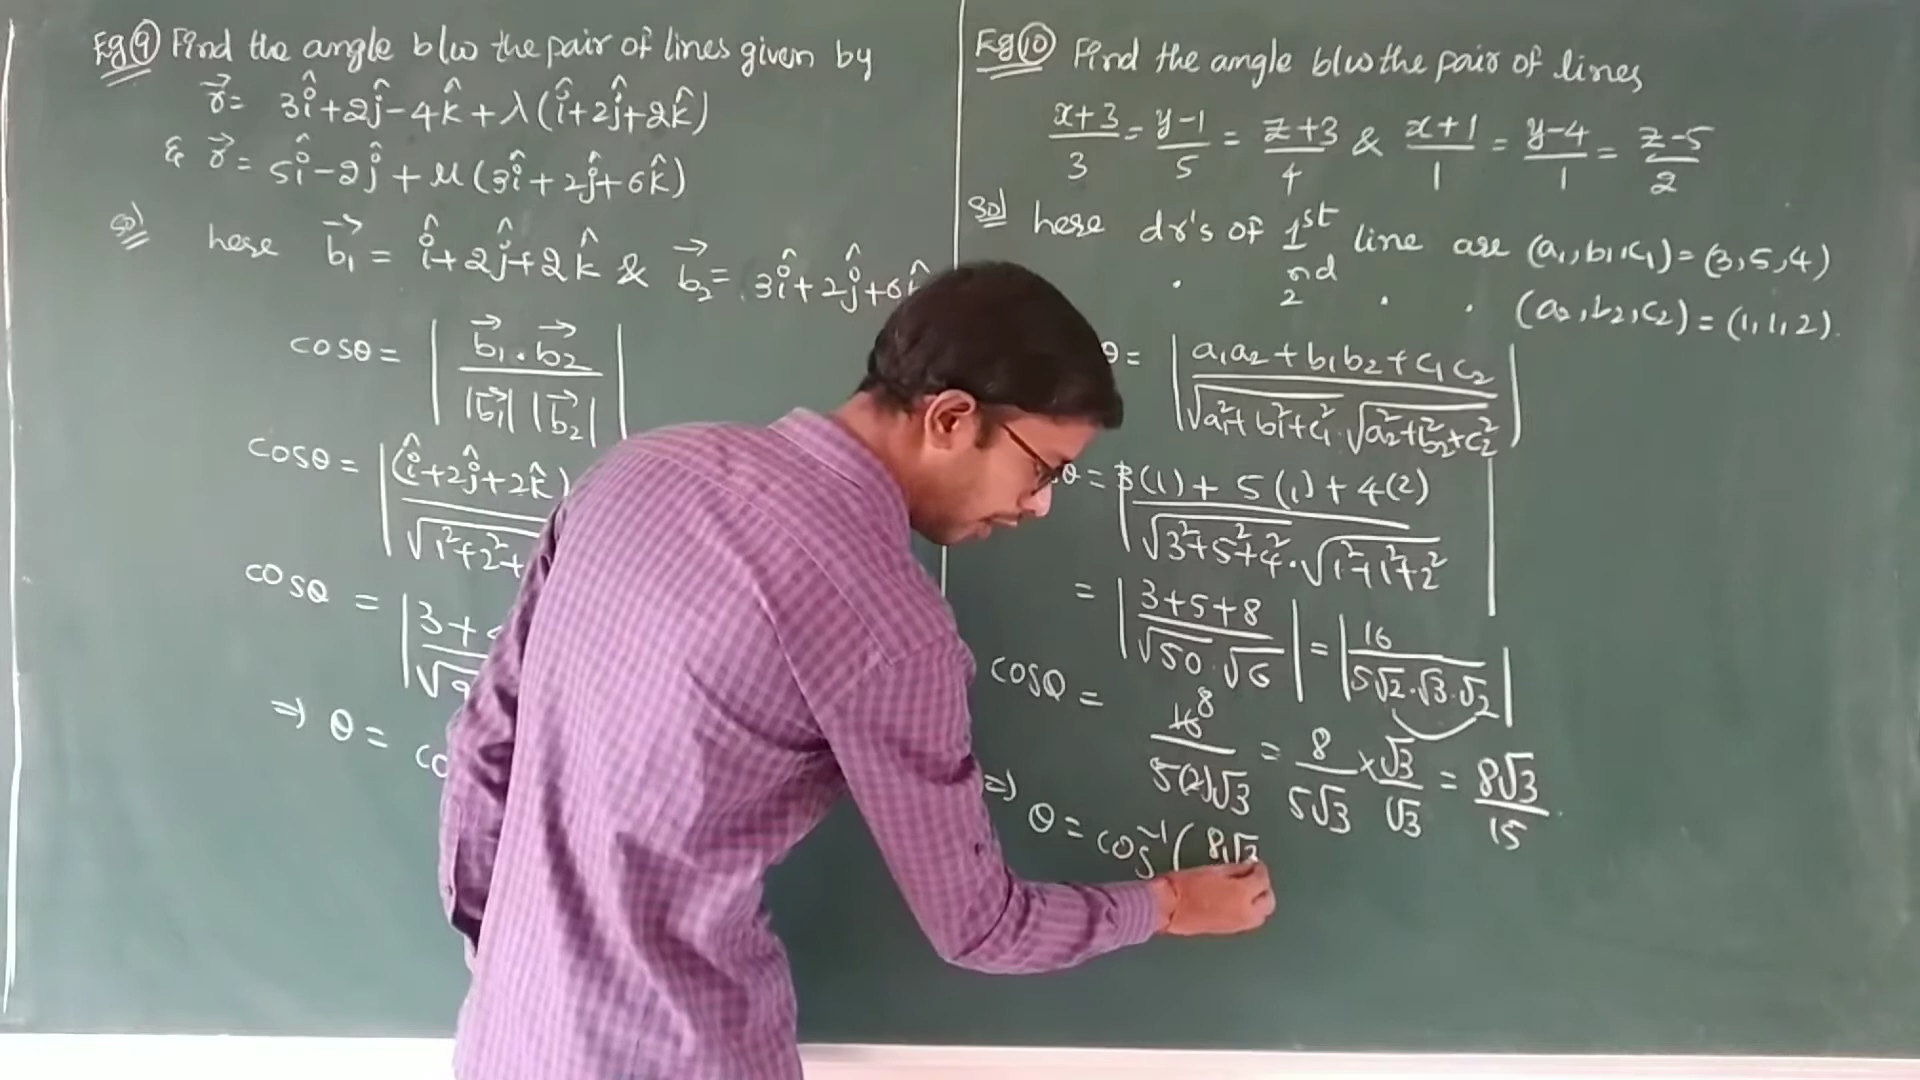 Eg 9 Find the angle b/w the pair of lines given by
r⃗ = 3î+2ĵ-4k̂+λ(î+2ĵ+2k̂)
& r⃗ = 5î-2ĵ+μ(3î+2ĵ+6k̂)
Sol here b⃗₁ = î+2ĵ+2k̂ & b⃗₂ = 3î+2ĵ+6
cosθ = | b⃗₁·b⃗₂ / |b⃗₁| |b⃗₂| |
cosθ = | (î+2ĵ+2k̂) / √1²+2²+
cosθ = | 3+ / √9
⇒ θ = co
Eg 10 Find the angle b/w the pair of lines
x+3/3 = y-1/5 = z+3/4 & x+1/1 = y-4/1 = z-5/2
Sol here dr's of 1st line are (a₁,b₁,c₁) = (3,5,4)
. 2nd . . (a₂,b₂,c₂) = (1,1,2).
θ = | a₁a₂+b₁b₂+c₁c₂ / √a₁²+b₁²+c₁² · √a₂²+b₂²+c₂² |
θ = | 3(1)+5(1)+4(2) / √3²+5²+4² · √1²+1²+2² |
= | 3+5+8 / √50·√6 | = | 16 / 5√2·√3·√2 |
cosθ = 16 8 / 5(2)√3 = 8/5√3 × √3/√3 = 8√3/15
⇒ θ = cos⁻¹( 8√3